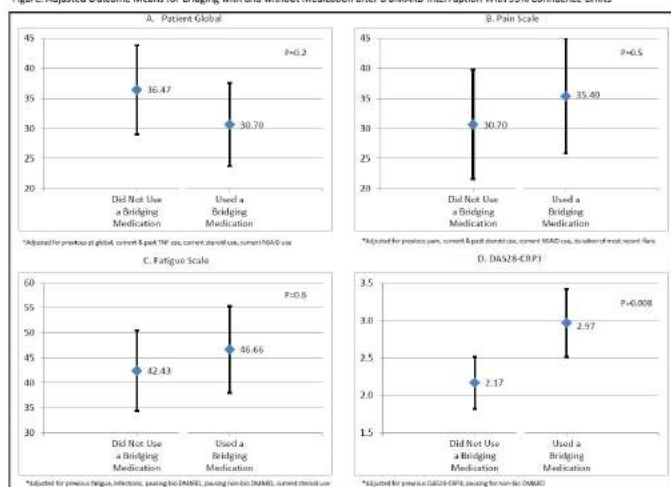 Figure. Adjusted Outcome Means for Bridging with and without Medication after a DMARD Interruption With 95% Confidence Limits
A. Patient Global
45
40
35
30
25
20
P=0.2
36.47
30.70
Did Not Use
a Bridging
Medication
Used a
Bridging
Medication
*Adjusted for previous pt global, current & past TNF use, current steroid use, current NSAID use
B. Pain Scale
45
40
35
30
25
20
P=0.5
30.70
35.40
Did Not Use
a Bridging
Medication
Used a
Bridging
Medication
*Adjusted for previous pain, current & past steroid use, current NSAID use, duration of most recent flare
C. Fatigue Scale
60
55
50
45
40
35
30
P=0.6
42.43
46.66
Did Not Use
a Bridging
Medication
Used a
Bridging
Medication
*Adjusted for previous fatigue, infections, pausing bio DMARD, pausing non-bio DMARD, current steroid use
D. DAS28-CRP3
3.5
3.0
2.5
2.0
1.5
P=0.008
2.17
2.97
Did Not Use
a Bridging
Medication
Used a
Bridging
Medication
*Adjusted for previous DAS28-CRP3, pausing for non-bio DMARD